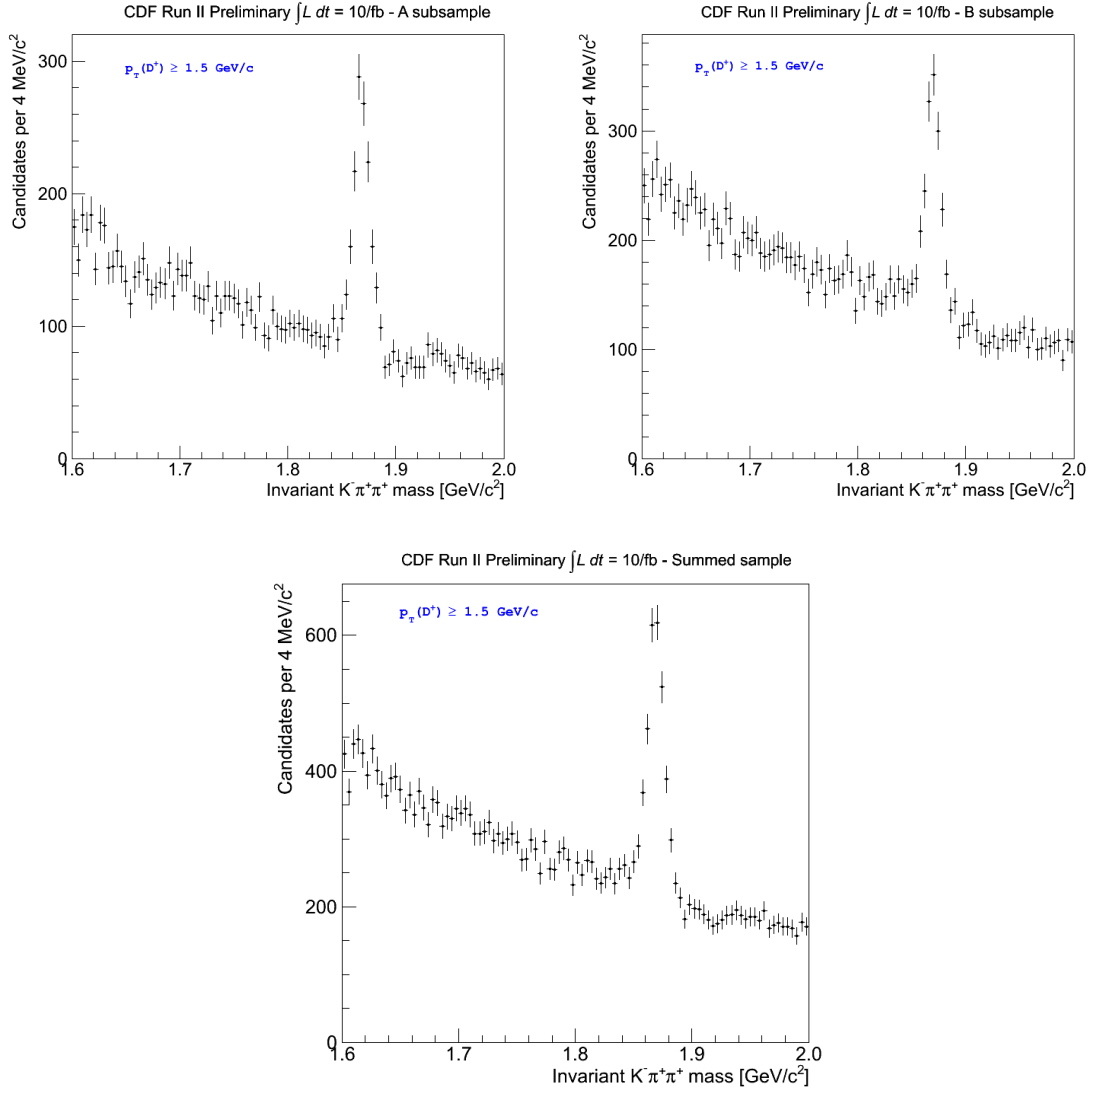 CDF Run II Preliminary ∫L dt = 10/fb - A subsample
Candidates per 4 MeV/c²
p_T(D⁺) ≥ 1.5 GeV/c
300
200
100
0
1.6 1.7 1.8 1.9 2.0
Invariant K⁻π⁺π⁺ mass [GeV/c²]
CDF Run II Preliminary ∫L dt = 10/fb - B subsample
Candidates per 4 MeV/c²
p_T(D⁺) ≥ 1.5 GeV/c
300
200
100
0
1.6 1.7 1.8 1.9 2.0
Invariant K⁻π⁺π⁺ mass [GeV/c²]
CDF Run II Preliminary ∫L dt = 10/fb - Summed sample
Candidates per 4 MeV/c²
p_T(D⁺) ≥ 1.5 GeV/c
600
400
200
0
1.6 1.7 1.8 1.9 2.0
Invariant K⁻π⁺π⁺ mass [GeV/c²]